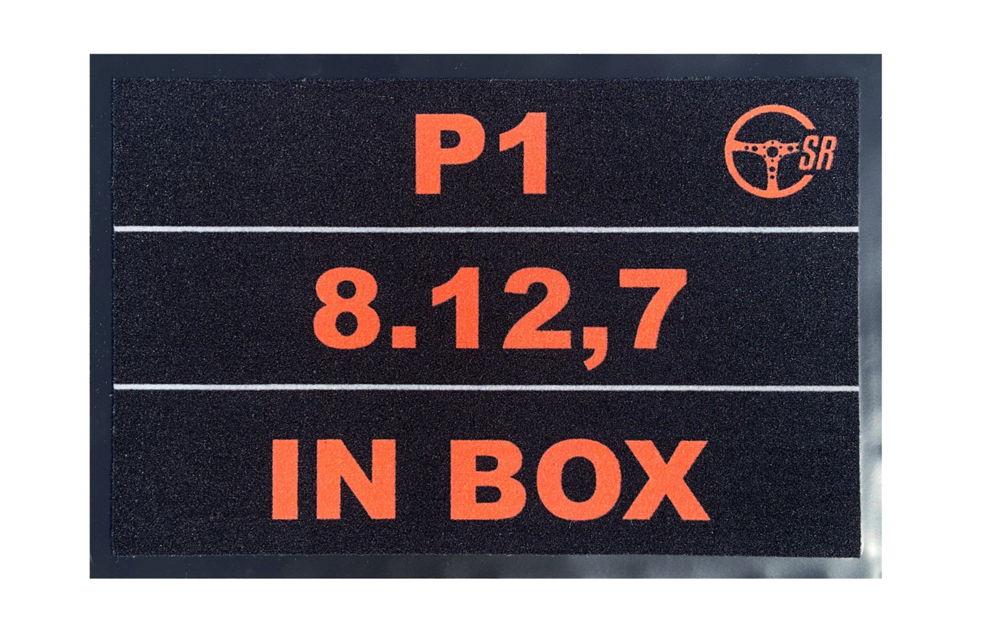 P1
SR
8.12,7
IN BOX